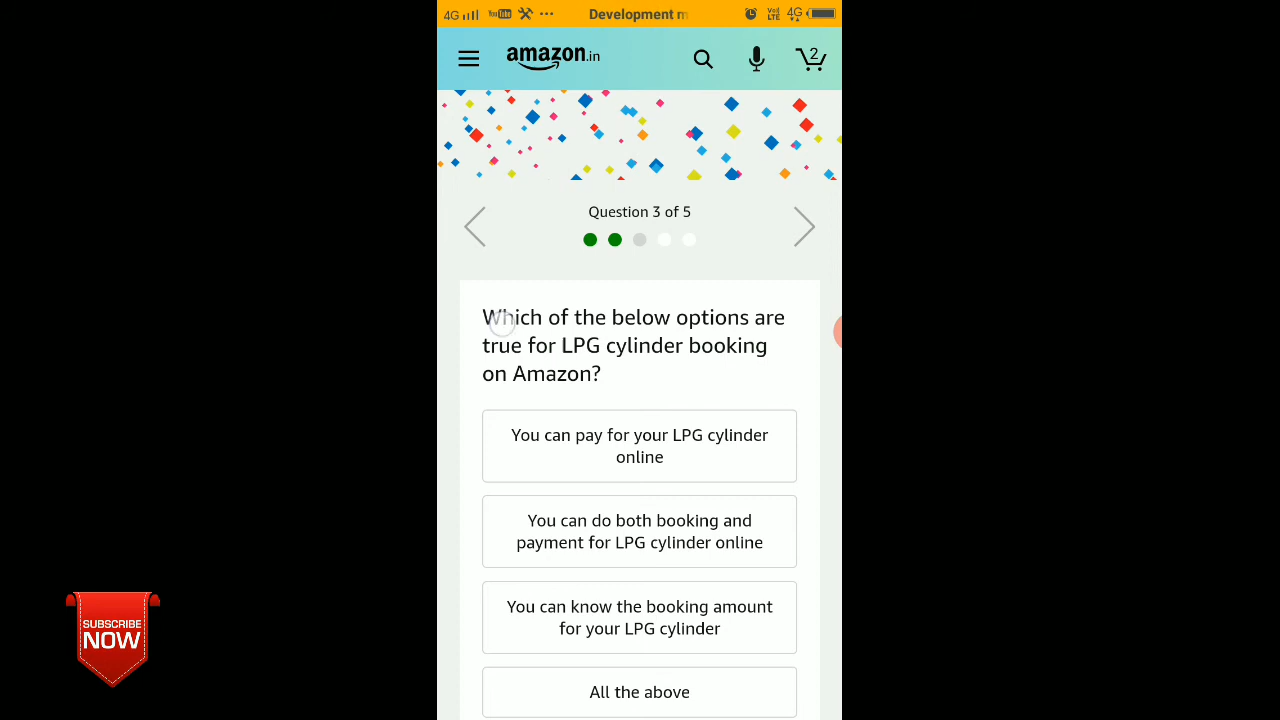 4G
YouTube
Development m
VoLTE
4G
amazon.in
2
Question 3 of 5
Which of the below options are
true for LPG cylinder booking
on Amazon?
You can pay for your LPG cylinder
online
You can do both booking and
payment for LPG cylinder online
You can know the booking amount
for your LPG cylinder
All the above
SUBSCRIBE
NOW